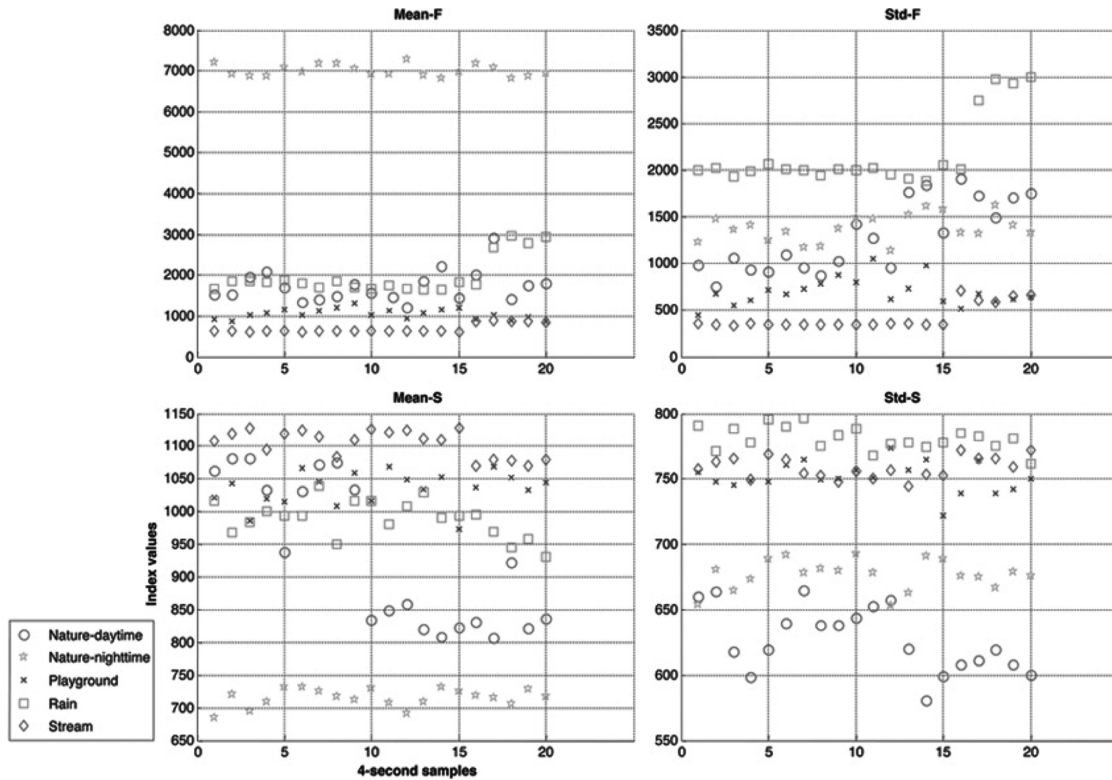 Mean-F
8000
7000
6000
5000
4000
3000
2000
1000
0
0 5 10 15 20
Std-F
3500
3000
2500
2000
1500
1000
500
0
0 5 10 15 20
Mean-S
1150
1100
1050
1000
950
900
850
800
750
700
650
0 5 10 15 20
Index values
4-second samples
Std-S
800
750
700
650
600
550
0 5 10 15 20
Nature-daytime
Nature-nighttime
Playground
Rain
Stream